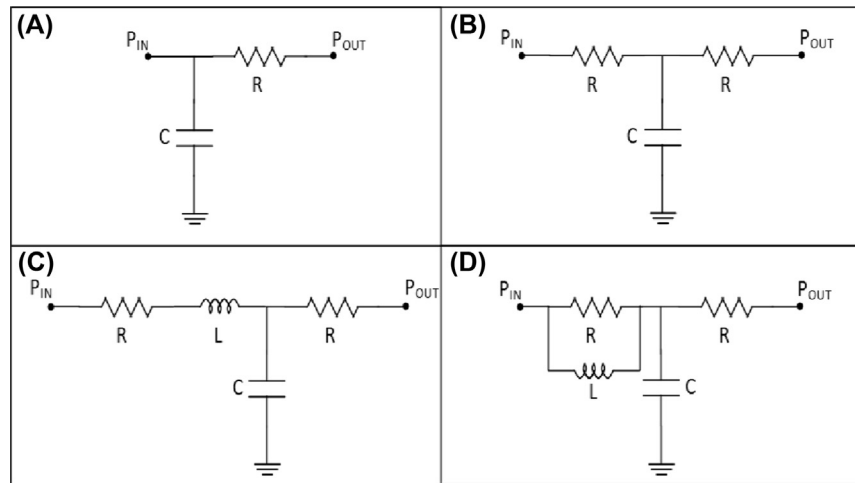 (A)
P_IN P_OUT
R
C
(B)
P_IN P_OUT
R R
C
(C)
P_IN P_OUT
R L R
C
(D)
P_IN P_OUT
R R
L C